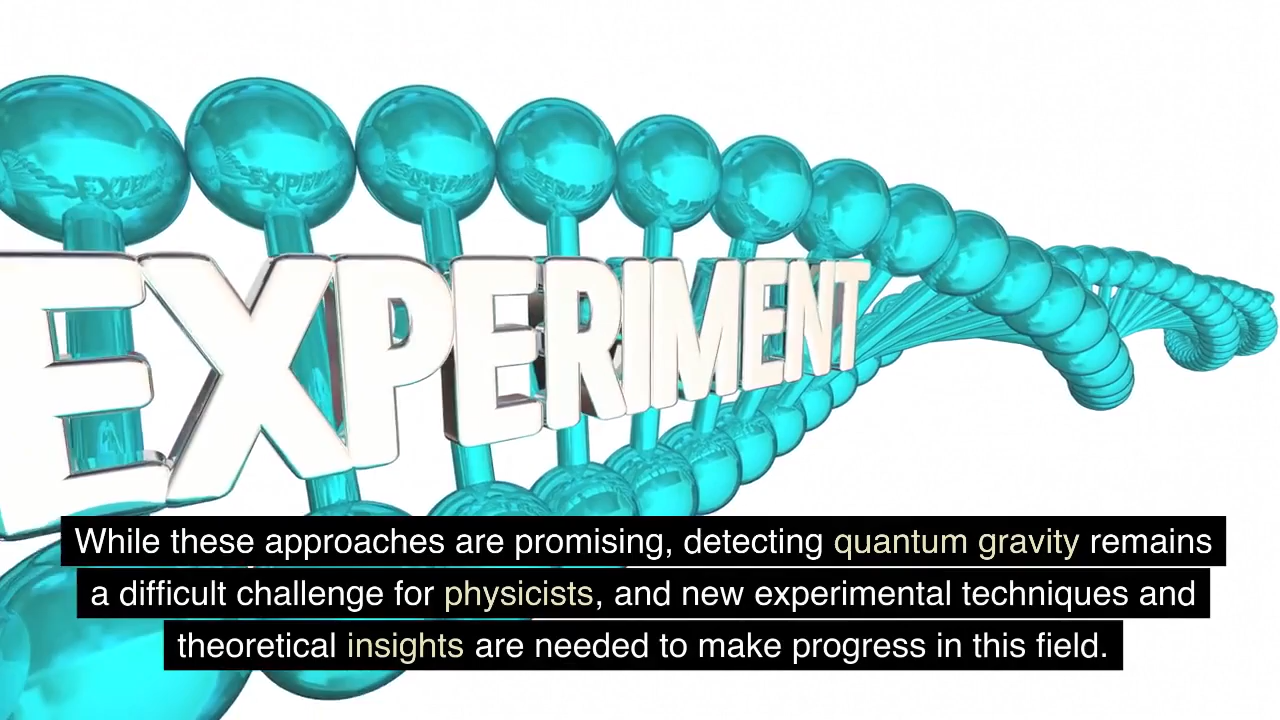 EXPERIMENT
While these approaches are promising, detecting quantum gravity remains
a difficult challenge for physicists, and new experimental techniques and
theoretical insights are needed to make progress in this field.